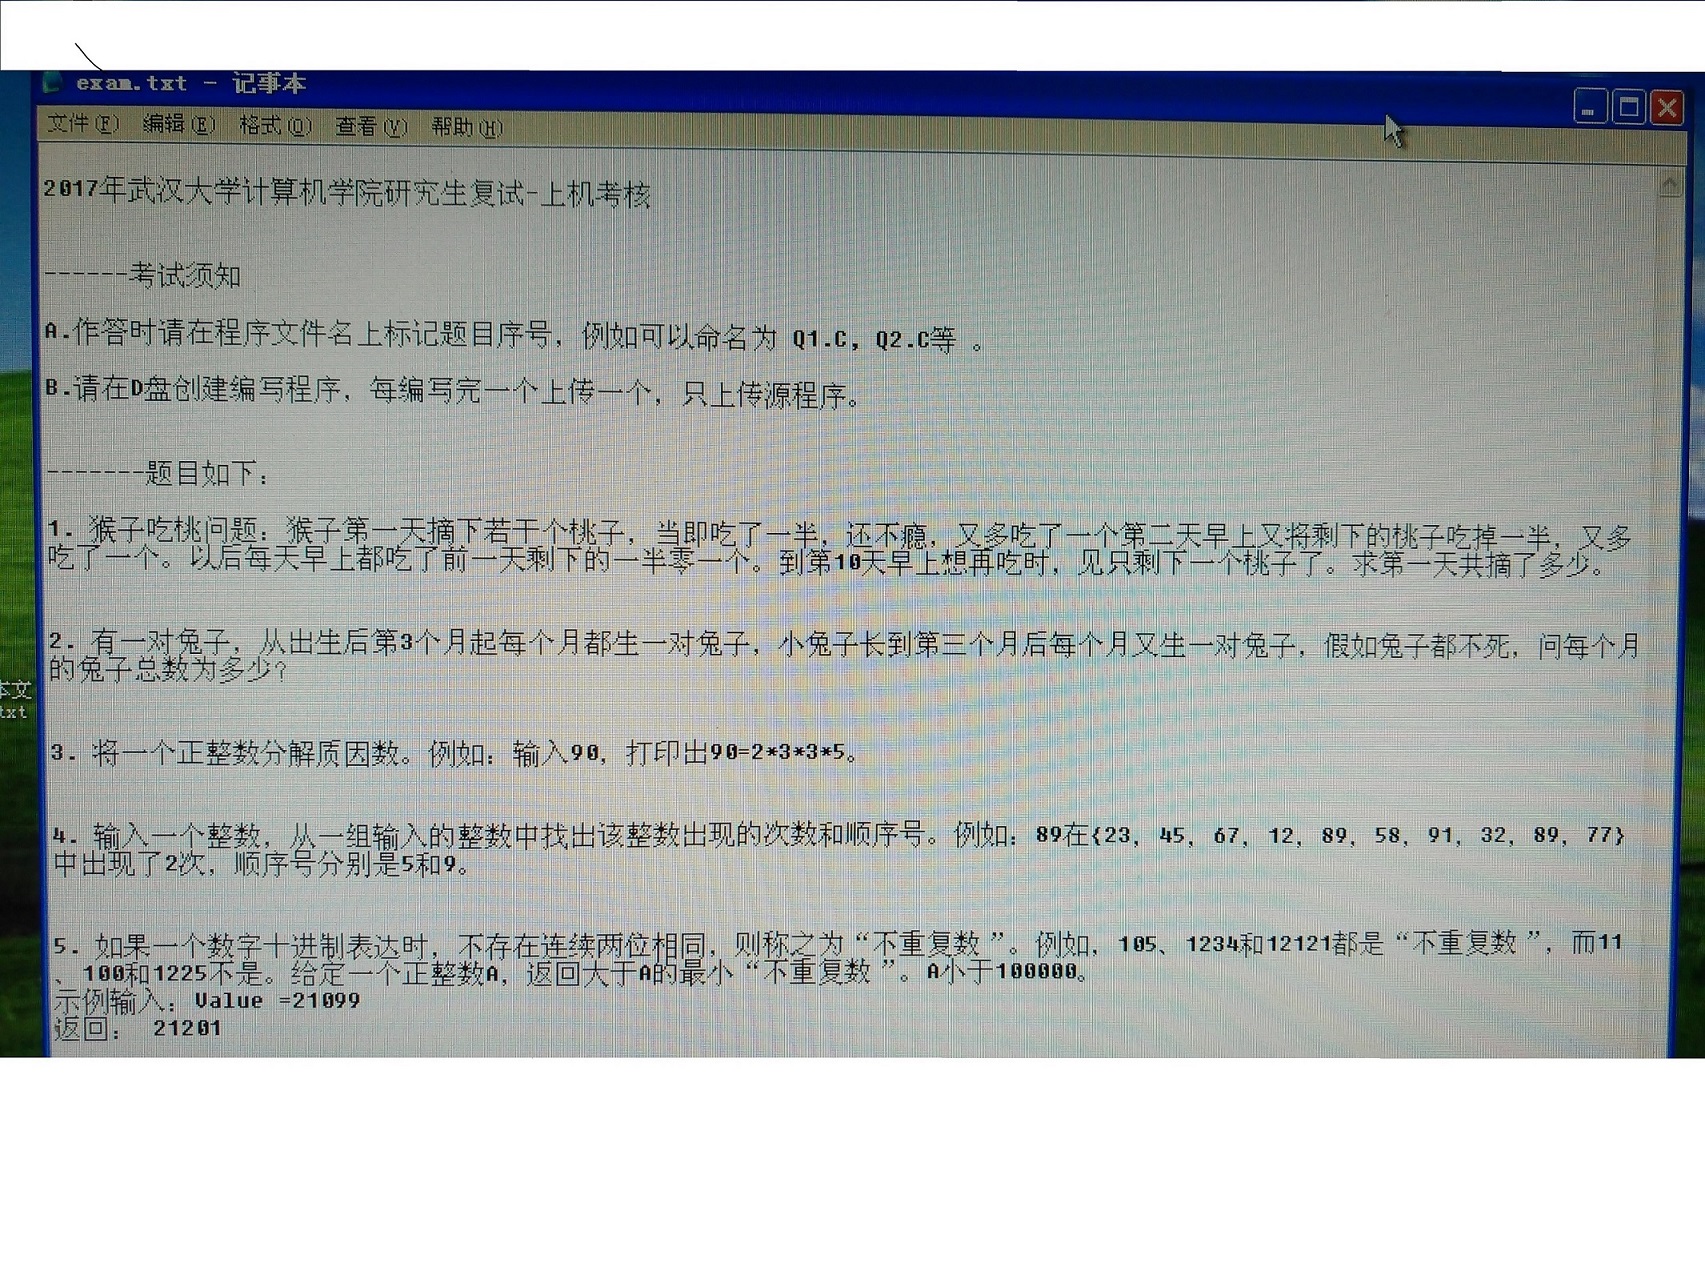 exam.txt - 记事本
文件(F) 编辑(E) 格式(O) 查看(V) 帮助(H)
2017年武汉大学计算机学院研究生复试-上机考核
------考试须知
A.作答时请在程序文件名上标记题目序号，例如可以命名为 Q1.C，Q2.C等 。
B.请在D盘创建编写程序，每编写完一个上传一个，只上传源程序。
-------题目如下：
1. 猴子吃桃问题：猴子第一天摘下若干个桃子，当即吃了一半，还不瘾，又多吃了一个第二天早上又将剩下的桃子吃掉一半，又多
吃了一个。以后每天早上都吃了前一天剩下的一半零一个。到第10天早上想再吃时，见只剩下一个桃子了。求第一天共摘了多少。
2. 有一对兔子，从出生后第3个月起每个月都生一对兔子，小兔子长到第三个月后每个月又生一对兔子，假如兔子都不死，问每个月
的兔子总数为多少？
本文
txt
3. 将一个正整数分解质因数。例如：输入90，打印出90=2*3*3*5。
4. 输入一个整数，从一组输入的整数中找出该整数出现的次数和顺序号。例如：89在{23, 45, 67, 12, 89, 58, 91, 32, 89, 77}
中出现了2次，顺序号分别是5和9。
5. 如果一个数字十进制表达时，不存在连续两位相同，则称之为“不重复数 ”。例如，105、1234和12121都是“不重复数 ”，而11
、100和1225不是。给定一个正整数A，返回大于A的最小“不重复数 ”。A小于100000。
示例输入：Value =21099
返回： 21201